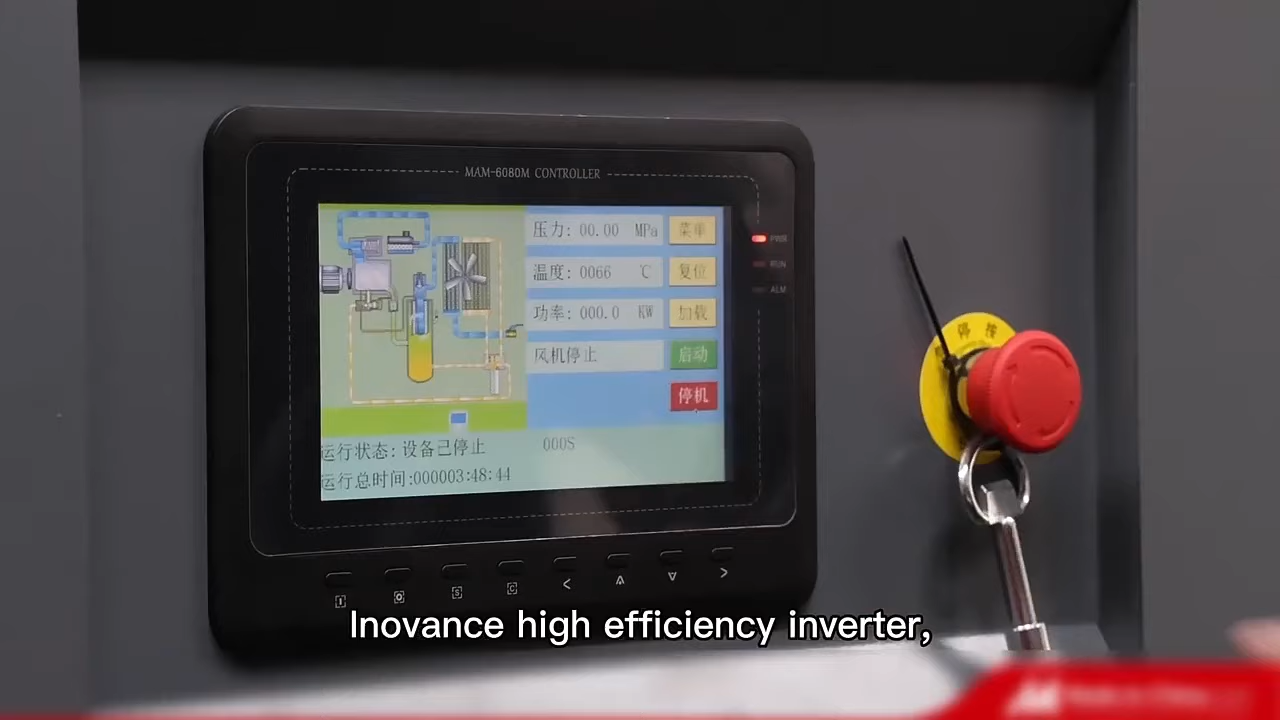 MAM-6080M CONTROLLER
压力: 00.00 MPa 菜单
温度: 0066 ℃ 复位
功率: 000.0 KW 加载
风机停止 启动
停机
运行状态: 设备已停止 000S
运行总时间:000003:48:44
PWR
RUN
ALM
停 按
I O S C < ∧ ∨ >
Inovance high efficiency inverter,